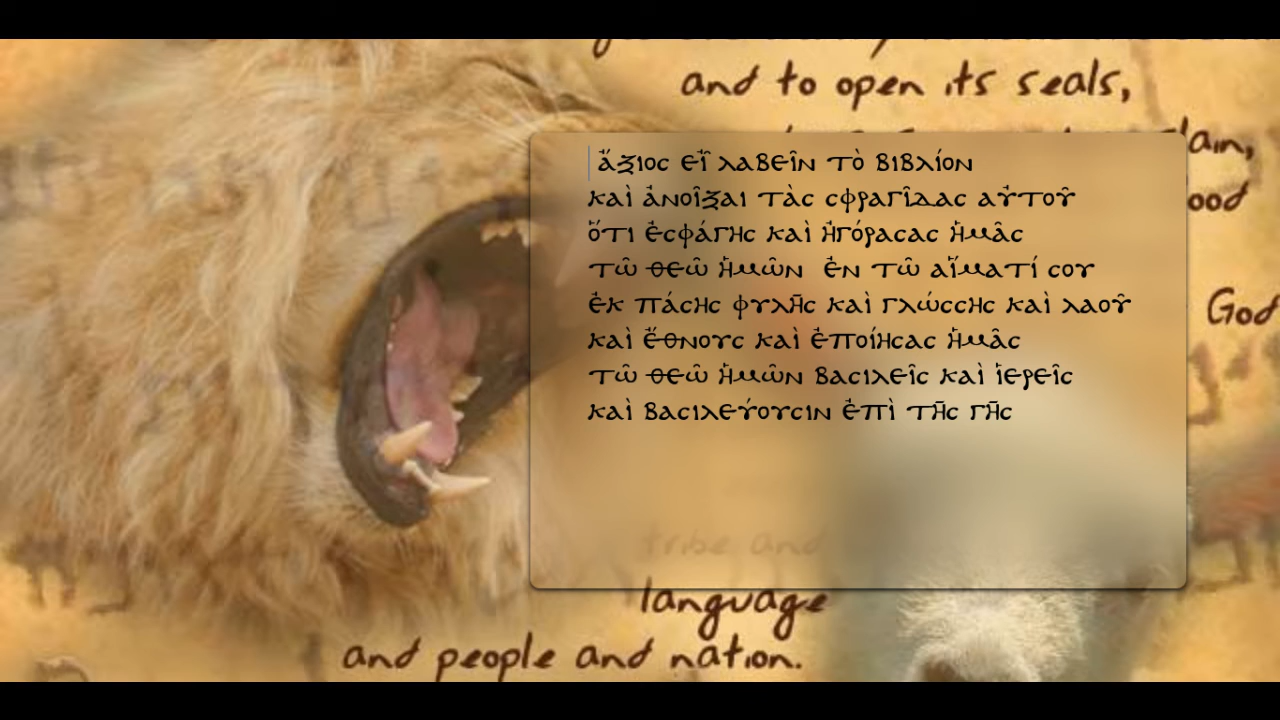 and to open its seals,
ἄξιος εἶ λαβεῖν τὸ βιβλίον
καὶ ἀνοῖξαι τὰς σφραγῖδας αὐτοῦ
ὅτι ἐσφάγης καὶ ἠγόρασας ἡμᾶς
τῶ θεῶ ἡμῶν ἐν τῶ αἵματί σου
ἐκ πάσης φυλῆς καὶ γλώσσης καὶ λαοῦ
καὶ ἔθνους καὶ ἐποίησας ἡμᾶς
τῶ θεῶ ἡμῶν βασιλεῖς καὶ ἱερεῖς
καὶ βασιλεύουσιν ἐπὶ τῆς γῆς
God
tribe and
language
and people and nation.